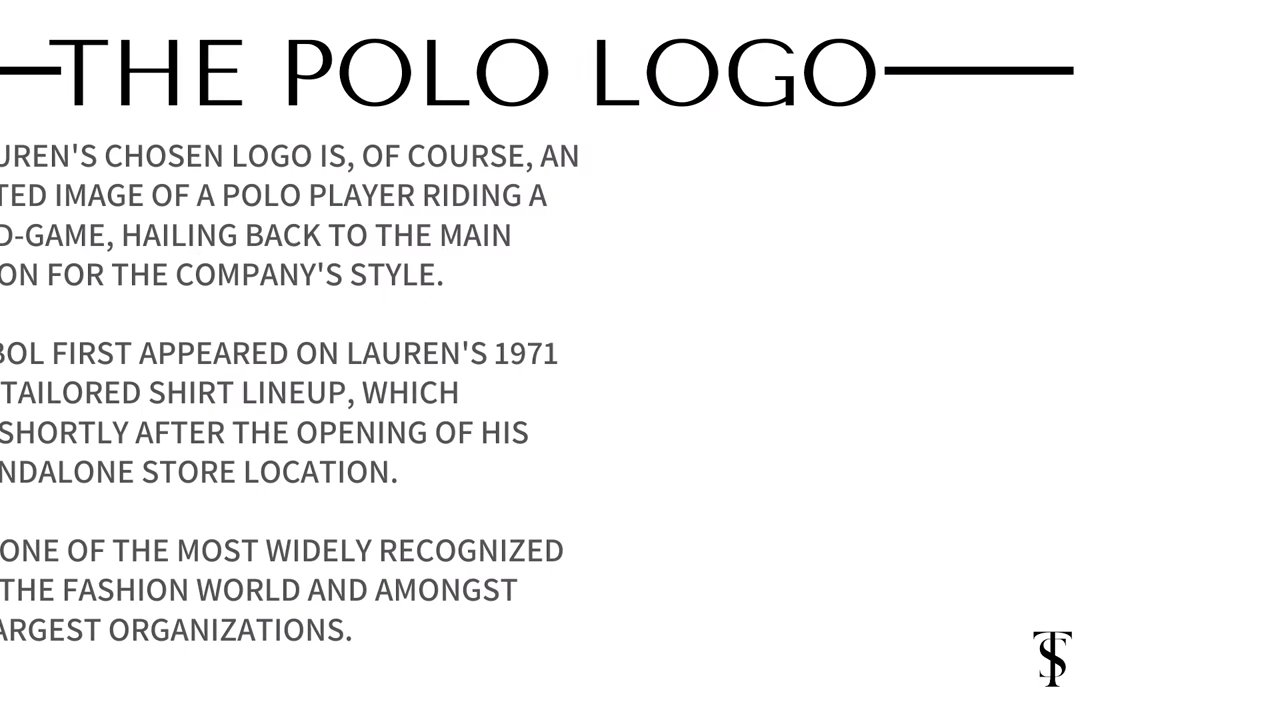 THE POLO LOGO
UREN'S CHOSEN LOGO IS, OF COURSE, AN
TED IMAGE OF A POLO PLAYER RIDING A
D-GAME, HAILING BACK TO THE MAIN
ON FOR THE COMPANY'S STYLE.
BOL FIRST APPEARED ON LAUREN'S 1971
TAILORED SHIRT LINEUP, WHICH
SHORTLY AFTER THE OPENING OF HIS
NDALONE STORE LOCATION.
ONE OF THE MOST WIDELY RECOGNIZED
THE FASHION WORLD AND AMONGST
ARGEST ORGANIZATIONS.